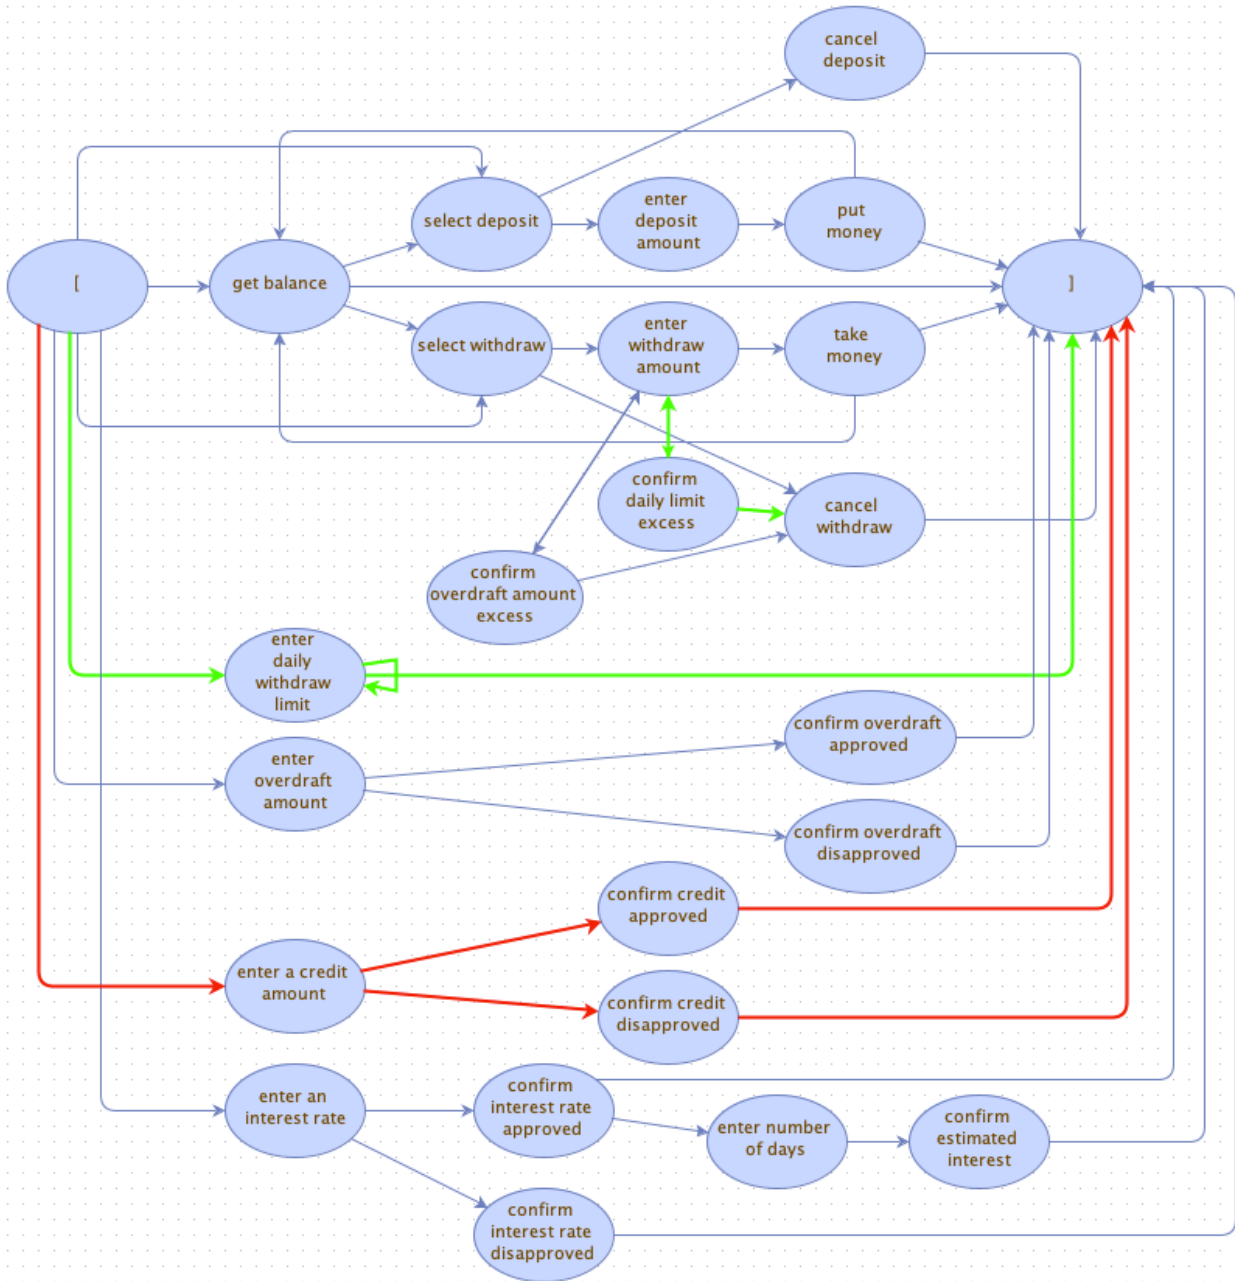 cancel
deposit
select deposit
enter
deposit
amount
put
money
[
get balance
]
select withdraw
enter
withdraw
amount
take
money
confirm
daily limit
excess
cancel
withdraw
confirm
overdraft amount
excess
enter
daily
withdraw
limit
confirm overdraft
approved
enter
overdraft
amount
confirm overdraft
disapproved
confirm credit
approved
enter a credit
amount
confirm credit
disapproved
enter an
interest rate
confirm
interest rate
approved
enter number
of days
confirm
estimated
interest
confirm
interest rate
disapproved